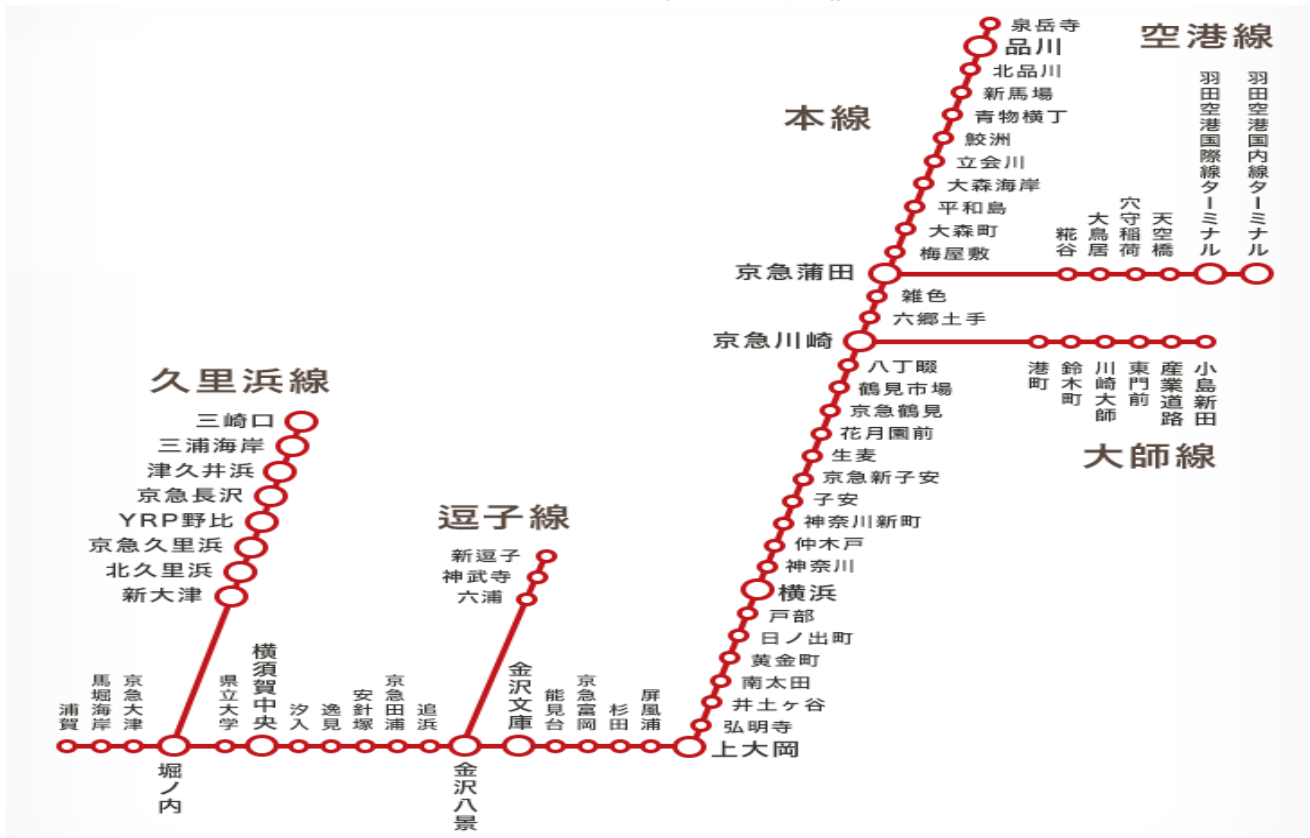 泉岳寺
品川
北品川
新馬場
青物横丁
鮫洲
立会川
大森海岸
平和島
大森町
梅屋敷
京急蒲田
雑色
六郷土手
京急川崎
八丁畷
鶴見市場
京急鶴見
花月園前
生麦
京急新子安
子安
神奈川新町
仲木戸
神奈川
横浜
戸部
日ノ出町
黄金町
南太田
井土ヶ谷
弘明寺
上大岡
本線
空港線
糀谷
大鳥居
穴守稲荷
天空橋
羽田空港国際線ターミナル
羽田空港国内線ターミナル
港町
鈴木町
川崎大師
東門前
産業道路
小島新田
大師線
久里浜線
三崎口
三浦海岸
津久井浜
京急長沢
YRP野比
京急久里浜
北久里浜
新大津
逗子線
新逗子
神武寺
六浦
浦賀
馬堀海岸
京急大津
堀ノ内
県立大学
横須賀中央
汐入
逸見
安針塚
京急田浦
追浜
金沢八景
金沢文庫
能見台
京急富岡
杉田
屏風浦